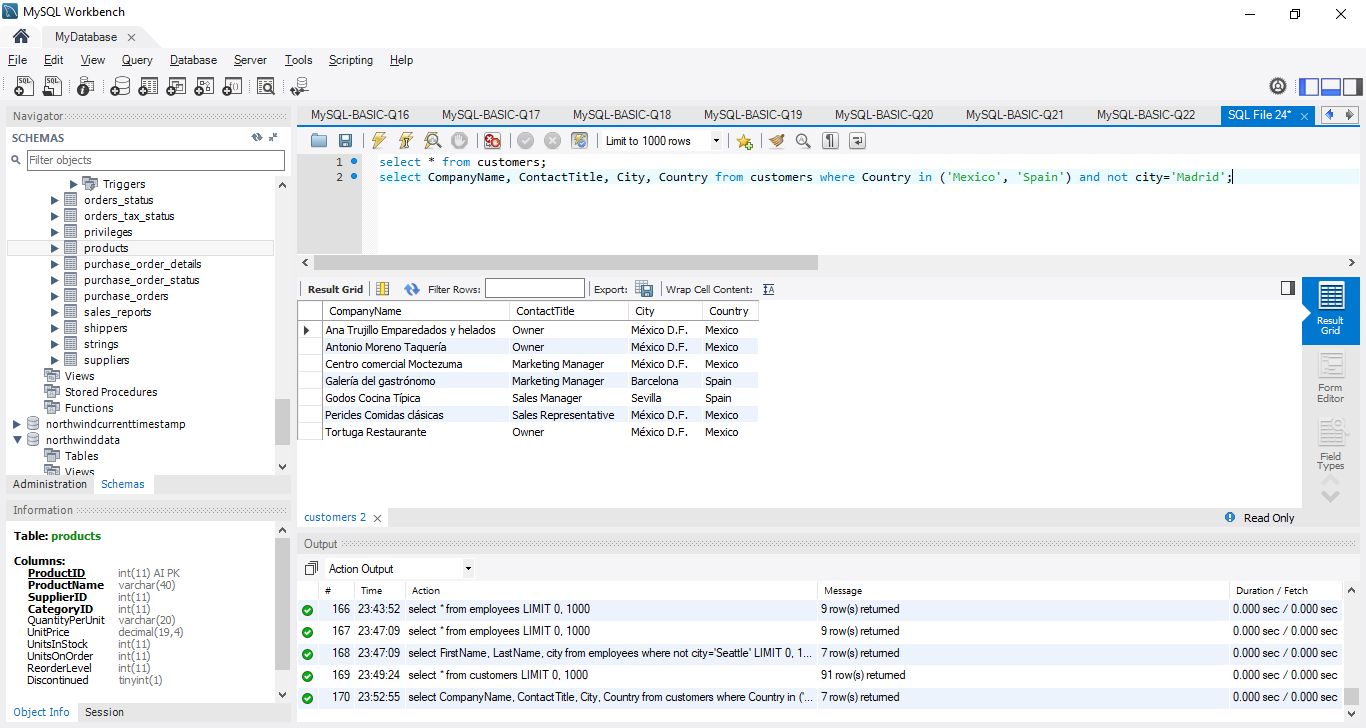 MySQL Workbench
MyDatabase
File Edit View Query Database Server Tools Scripting Help
Navigator
SCHEMAS
Filter objects
Triggers
orders_status
orders_tax_status
privileges
products
purchase_order_details
purchase_order_status
purchase_orders
sales_reports
shippers
strings
suppliers
Views
Stored Procedures
Functions
northwindcurrenttimestamp
northwinddata
Tables
Views
Administration Schemas
Information
Table: products
Columns:
ProductID int(11) AI PK
ProductName varchar(40)
SupplierID int(11)
CategoryID int(11)
QuantityPerUnit varchar(20)
UnitPrice decimal(19,4)
UnitsInStock int(11)
UnitsOnOrder int(11)
ReorderLevel int(11)
Discontinued tinyint(1)
Object Info Session
MySQL-BASIC-Q16 MySQL-BASIC-Q17 MySQL-BASIC-Q18 MySQL-BASIC-Q19 MySQL-BASIC-Q20 MySQL-BASIC-Q21 MySQL-BASIC-Q22 SQL File 24*
Limit to 1000 rows
1 select * from customers;
2 select CompanyName, ContactTitle, City, Country from customers where Country in ('Mexico', 'Spain') and not city='Madrid';
Result Grid Filter Rows: Export: Wrap Cell Content:
CompanyName ContactTitle City Country
Ana Trujillo Emparedados y helados Owner México D.F. Mexico
Antonio Moreno Taquería Owner México D.F. Mexico
Centro comercial Moctezuma Marketing Manager México D.F. Mexico
Galería del gastrónomo Marketing Manager Barcelona Spain
Godos Cocina Típica Sales Manager Sevilla Spain
Pericles Comidas clásicas Sales Representative México D.F. Mexico
Tortuga Restaurante Owner México D.F. Mexico
Result
Grid
Form
Editor
Field
Types
customers 2
Read Only
Output
Action Output
# Time Action Message Duration / Fetch
166 23:43:52 select * from employees LIMIT 0, 1000 9 row(s) returned 0.000 sec / 0.000 sec
167 23:47:09 select * from employees LIMIT 0, 1000 9 row(s) returned 0.000 sec / 0.000 sec
168 23:47:09 select FirstName, LastName, city from employees where not city='Seattle' LIMIT 0, 1... 7 row(s) returned 0.000 sec / 0.000 sec
169 23:49:24 select * from customers LIMIT 0, 1000 91 row(s) returned 0.000 sec / 0.000 sec
170 23:52:55 select CompanyName, ContactTitle, City, Country from customers where Country in ('... 7 row(s) returned 0.000 sec / 0.000 sec